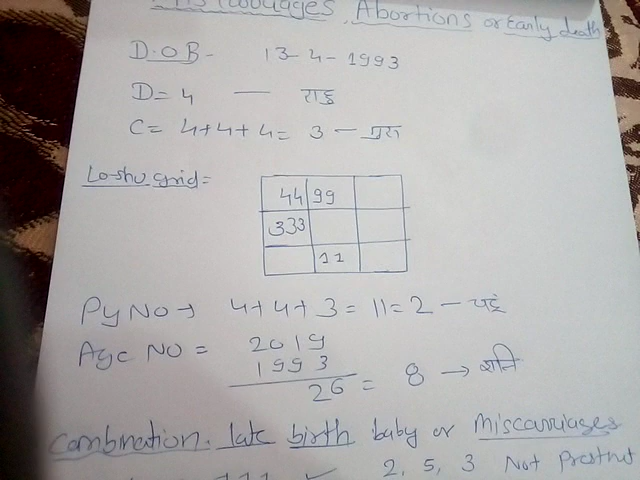 Miscarriages, Abortions or Early death
D.O.B- 13-4-1993
D=4 — राहु
C= 4+4+4= 3 — गुरु
Lo-shu grid=
44 99
333
11
Py No → 4+4+3=11=2 —
Age NO = 2019
1993
26 = 8 → शनि
Combination. late birth baby or Miscarriages
2, 5, 3 Not